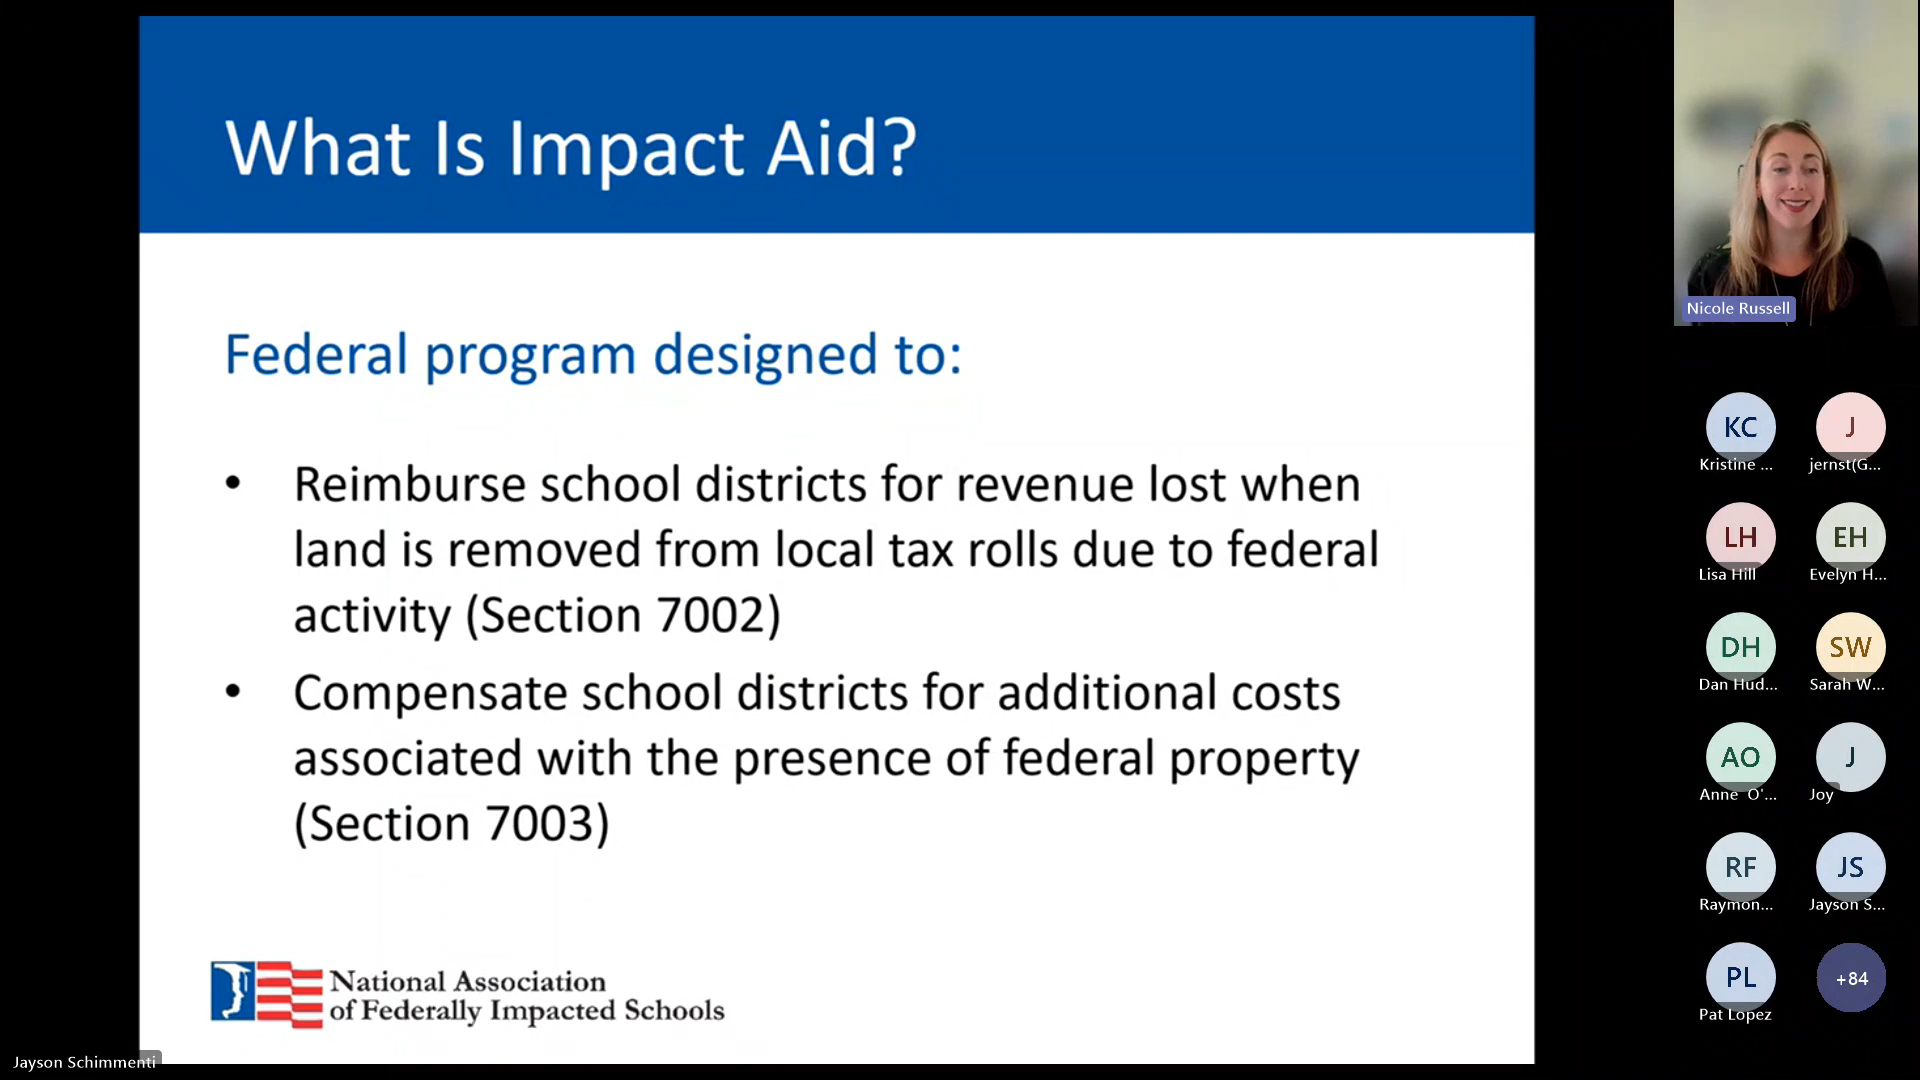 What Is Impact Aid?
Federal program designed to:
• Reimburse school districts for revenue lost when
land is removed from local tax rolls due to federal
activity (Section 7002)
• Compensate school districts for additional costs
associated with the presence of federal property
(Section 7003)
National Association
of Federally Impacted Schools
Jayson Schimmenti
Nicole Russell
KC
Kristine ...
J
jernst(G...
LH
Lisa Hill
EH
Evelyn H...
DH
Dan Hud...
SW
Sarah W...
AO
Anne O'...
J
Joy
RF
Raymon...
JS
Jayson S...
PL
Pat Lopez
+84